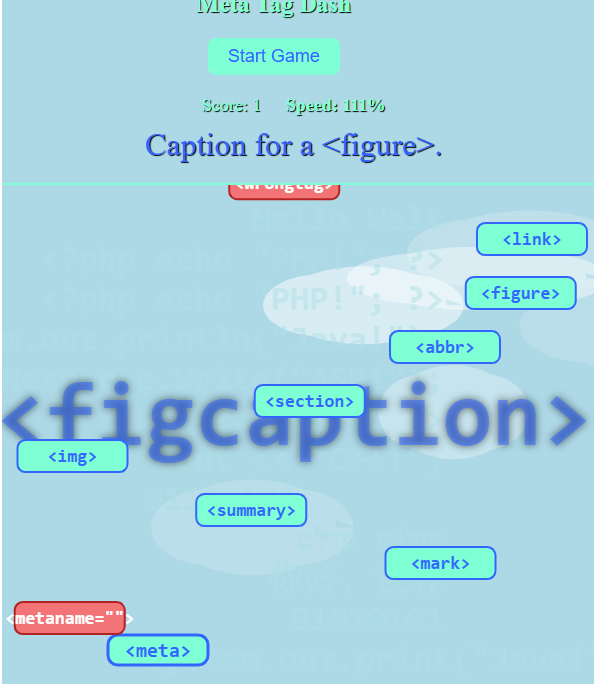 Meta Tag Dash
Start Game
Score: 1 Speed: 111%
Caption for a <figure>.
<wrongtag>
<link>
<figure>
PHP!"; ?>
<abbr>
<section>
<figcaption>
<img>
<summary>
<mark>
<metaname="">
<meta>